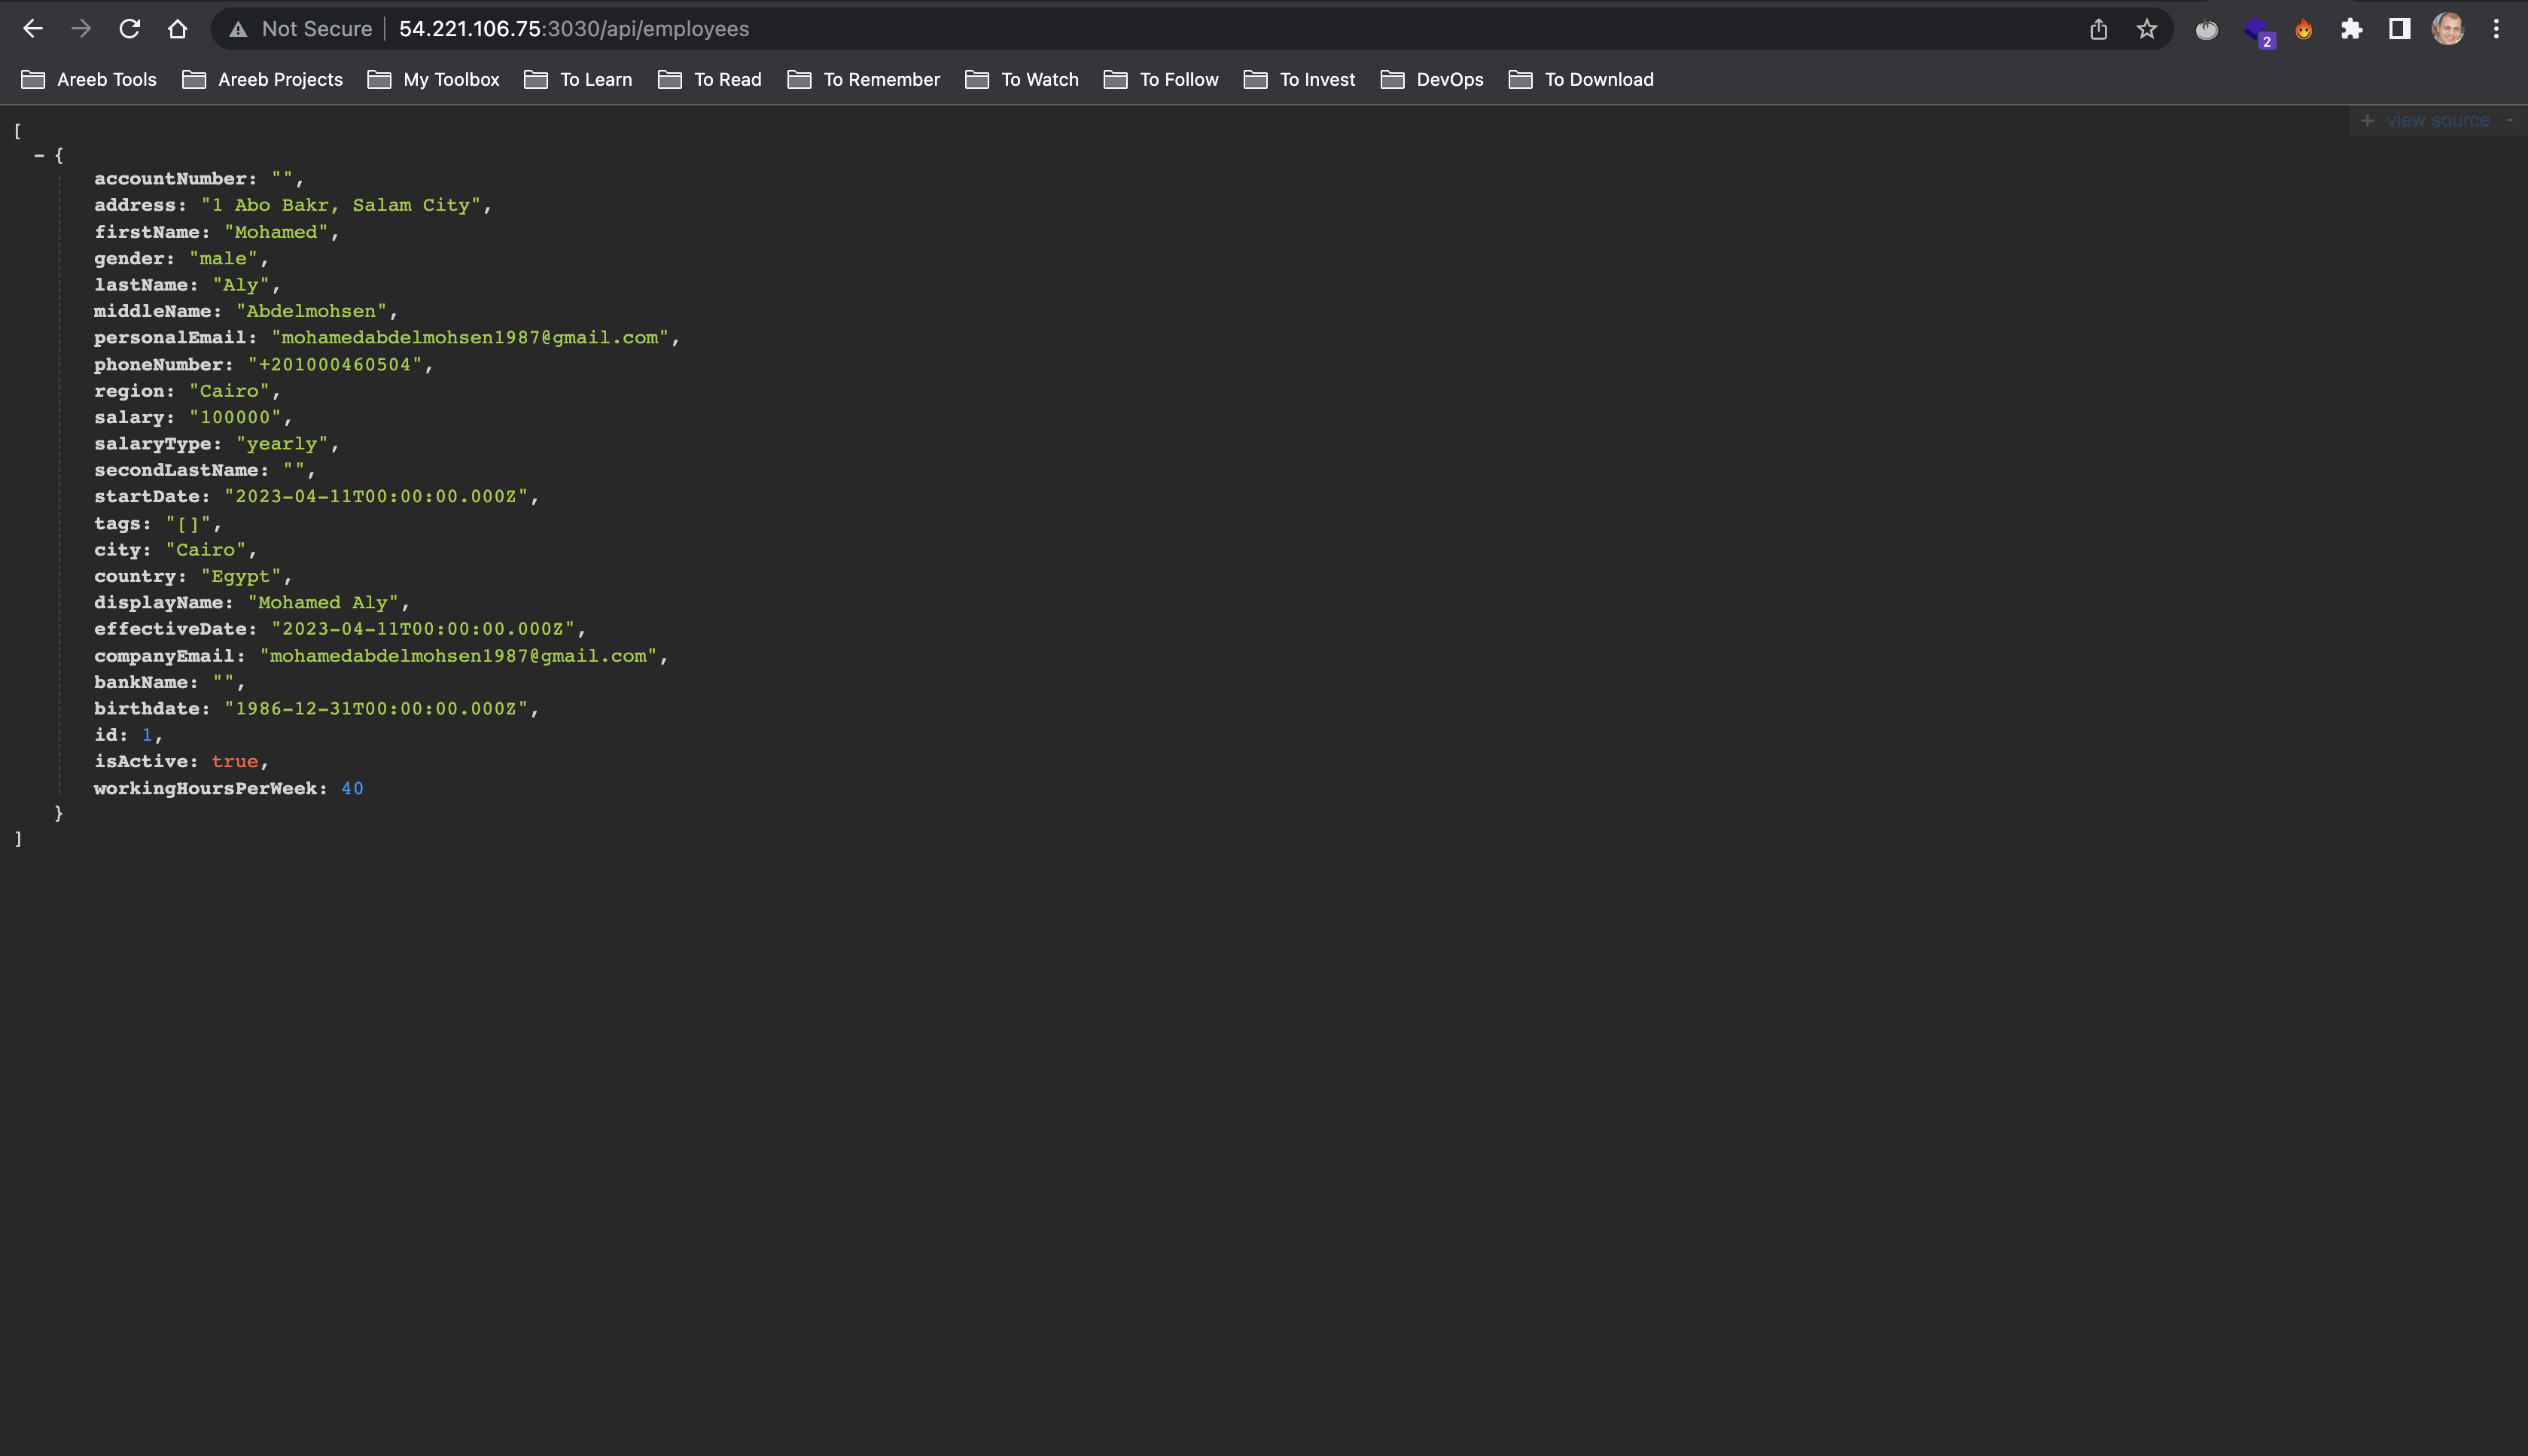 Not Secure 54.221.106.75:3030/api/employees
2
Areeb Tools Areeb Projects My Toolbox To Learn To Read To Remember To Watch To Follow To Invest DevOps To Download
+ view source -
[
- {
accountNumber: "",
address: "1 Abo Bakr, Salam City",
firstName: "Mohamed",
gender: "male",
lastName: "Aly",
middleName: "Abdelmohsen",
personalEmail: "mohamedabdelmohsen1987@gmail.com",
phoneNumber: "+201000460504",
region: "Cairo",
salary: "100000",
salaryType: "yearly",
secondLastName: "",
startDate: "2023-04-11T00:00:00.000Z",
tags: "[]",
city: "Cairo",
country: "Egypt",
displayName: "Mohamed Aly",
effectiveDate: "2023-04-11T00:00:00.000Z",
companyEmail: "mohamedabdelmohsen1987@gmail.com",
bankName: "",
birthdate: "1986-12-31T00:00:00.000Z",
id: 1,
isActive: true,
workingHoursPerWeek: 40
}
]